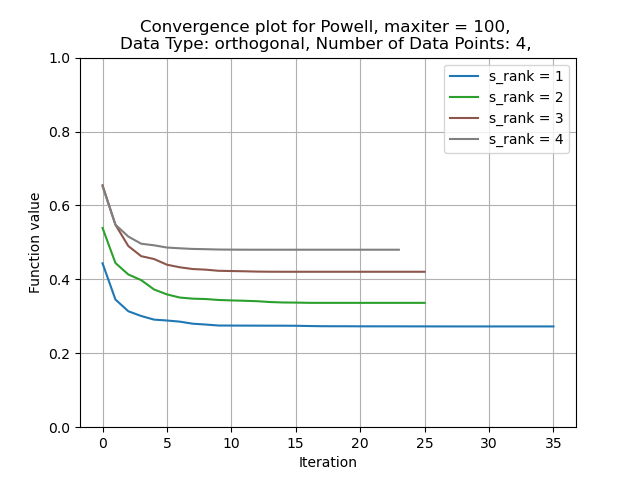 Convergence plot for Powell, maxiter = 100,
Data Type: orthogonal, Number of Data Points: 4,
1.0
0.8
0.6
0.4
0.2
0.0
Function value
s_rank = 1
s_rank = 2
s_rank = 3
s_rank = 4
0 5 10 15 20 25 30 35
Iteration